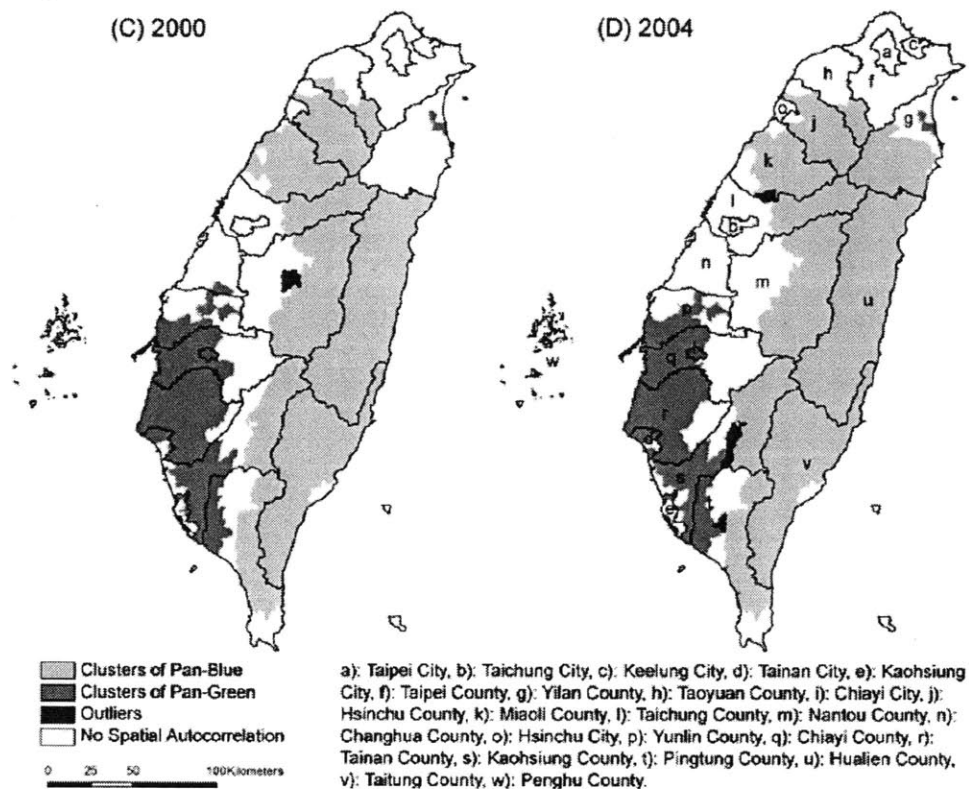 (C) 2000
(D) 2004
a
c
h
f
g
o
j
k
l
b
n
m
u
p
w
q
r
d
v
s
t
e
Clusters of Pan-Blue
Clusters of Pan-Green
Outliers
No Spatial Autocorrelation
0 25 50 100Kilometers
a): Taipei City, b): Taichung City, c): Keelung City, d): Tainan City, e): Kaohsiung
City, f): Taipei County, g): Yilan County, h): Taoyuan County, i): Chiayi City, j):
Hsinchu County, k): Miaoli County, l): Taichung County, m): Nantou County, n):
Changhua County, o): Hsinchu City, p): Yunlin County, q): Chiayi County, r):
Tainan County, s): Kaohsiung County, t): Pingtung County, u): Hualien County,
v): Taitung County, w): Penghu County.